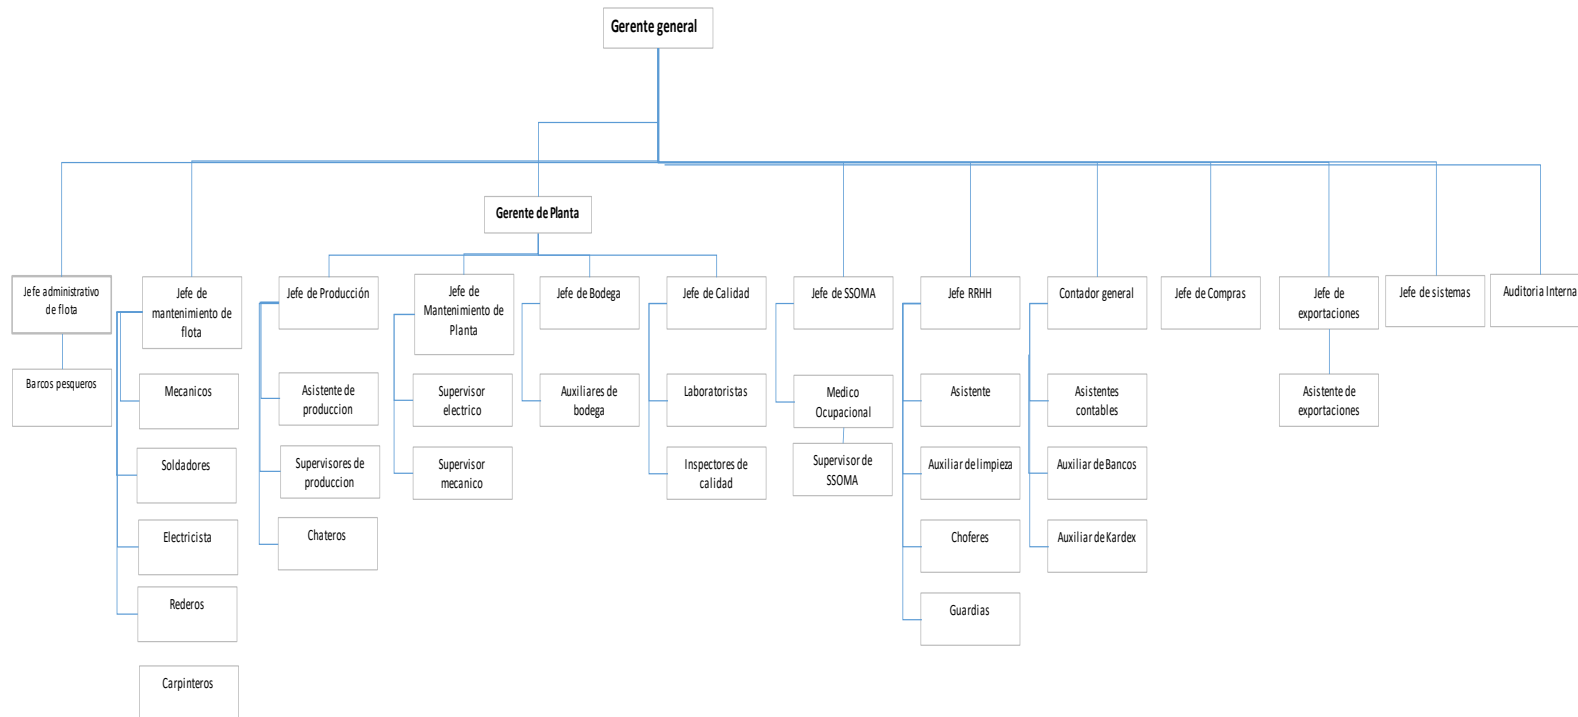 Gerente general
Gerente de Planta
Jefe administrativo
de flota
Jefe de
mantenimiento de
flota
Jefe de Producción
Jefe de
Mantenimiento de
Planta
Jefe de Bodega
Jefe de Calidad
Jefe de SSOMA
Jefe RRHH
Contador general
Jefe de Compras
Jefe de
exportaciones
Jefe de sistemas
Auditoria Interna
Barcos pesqueros
Mecanicos
Asistente de
produccion
Supervisor
electrico
Auxiliares de
bodega
Laboratoristas
Medico
Ocupacional
Asistente
Asistentes
contables
Asistente de
exportaciones
Soldadores
Supervisores de
produccion
Supervisor
mecanico
Inspectores de
calidad
Supervisor de
SSOMA
Auxiliar de limpieza
Auxiliar de Bancos
Electricista
Chateros
Choferes
Auxiliar de Kardex
Rederos
Guardias
Carpinteros